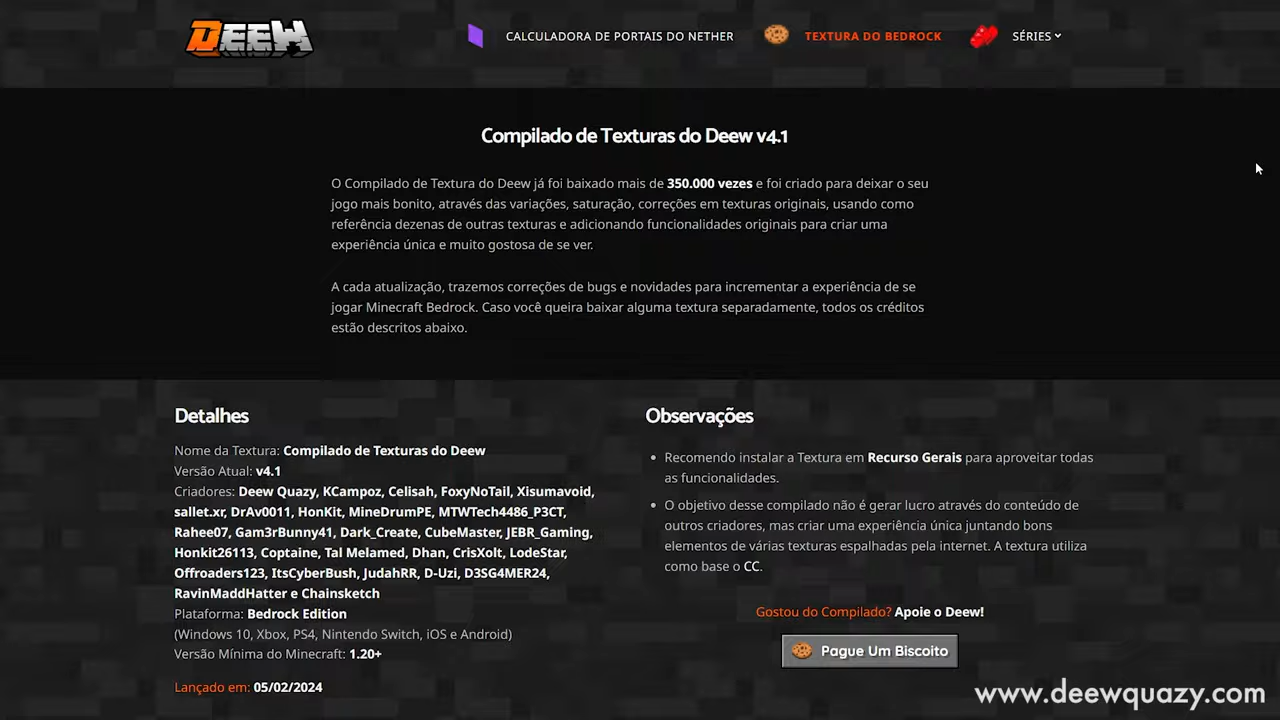 DEEW
CALCULADORA DE PORTAIS DO NETHER
TEXTURA DO BEDROCK
SÉRIES
Compilado de Texturas do Deew v4.1
O Compilado de Textura do Deew já foi baixado mais de 350.000 vezes e foi criado para deixar o seu
jogo mais bonito, através das variações, saturação, correções em texturas originais, usando como
referência dezenas de outras texturas e adicionando funcionalidades originais para criar uma
experiência única e muito gostosa de se ver.
A cada atualização, trazemos correções de bugs e novidades para incrementar a experiência de se
jogar Minecraft Bedrock. Caso você queira baixar alguma textura separadamente, todos os créditos
estão descritos abaixo.
Detalhes
Nome da Textura: Compilado de Texturas do Deew
Versão Atual: v4.1
Criadores: Deew Quazy, KCampoz, Celisah, FoxyNoTail, Xisumavoid,
sallet.xr, DrAv0011, HonKit, MineDrumPE, MTWTech4486_P3CT,
Rahee07, Gam3rBunny41, Dark_Create, CubeMaster, JEBR_Gaming,
Honkit26113, Coptaine, Tal Melamed, Dhan, CrisXolt, LodeStar,
Offroaders123, ItsCyberBush, JudahRR, D-Uzi, D3SG4MER24,
RavinMaddHatter e Chainsketch
Plataforma: Bedrock Edition
(Windows 10, Xbox, PS4, Nintendo Switch, iOS e Android)
Versão Mínima do Minecraft: 1.20+
Lançado em: 05/02/2024
Observações
Recomendo instalar a Textura em Recurso Gerais para aproveitar todas
as funcionalidades.
O objetivo desse compilado não é gerar lucro através do conteúdo de
outros criadores, mas criar uma experiência única juntando bons
elementos de várias texturas espalhadas pela internet. A textura utiliza
como base o CC.
Gostou do Compilado? Apoie o Deew!
Pague Um Biscoito
www.deewquazy.com